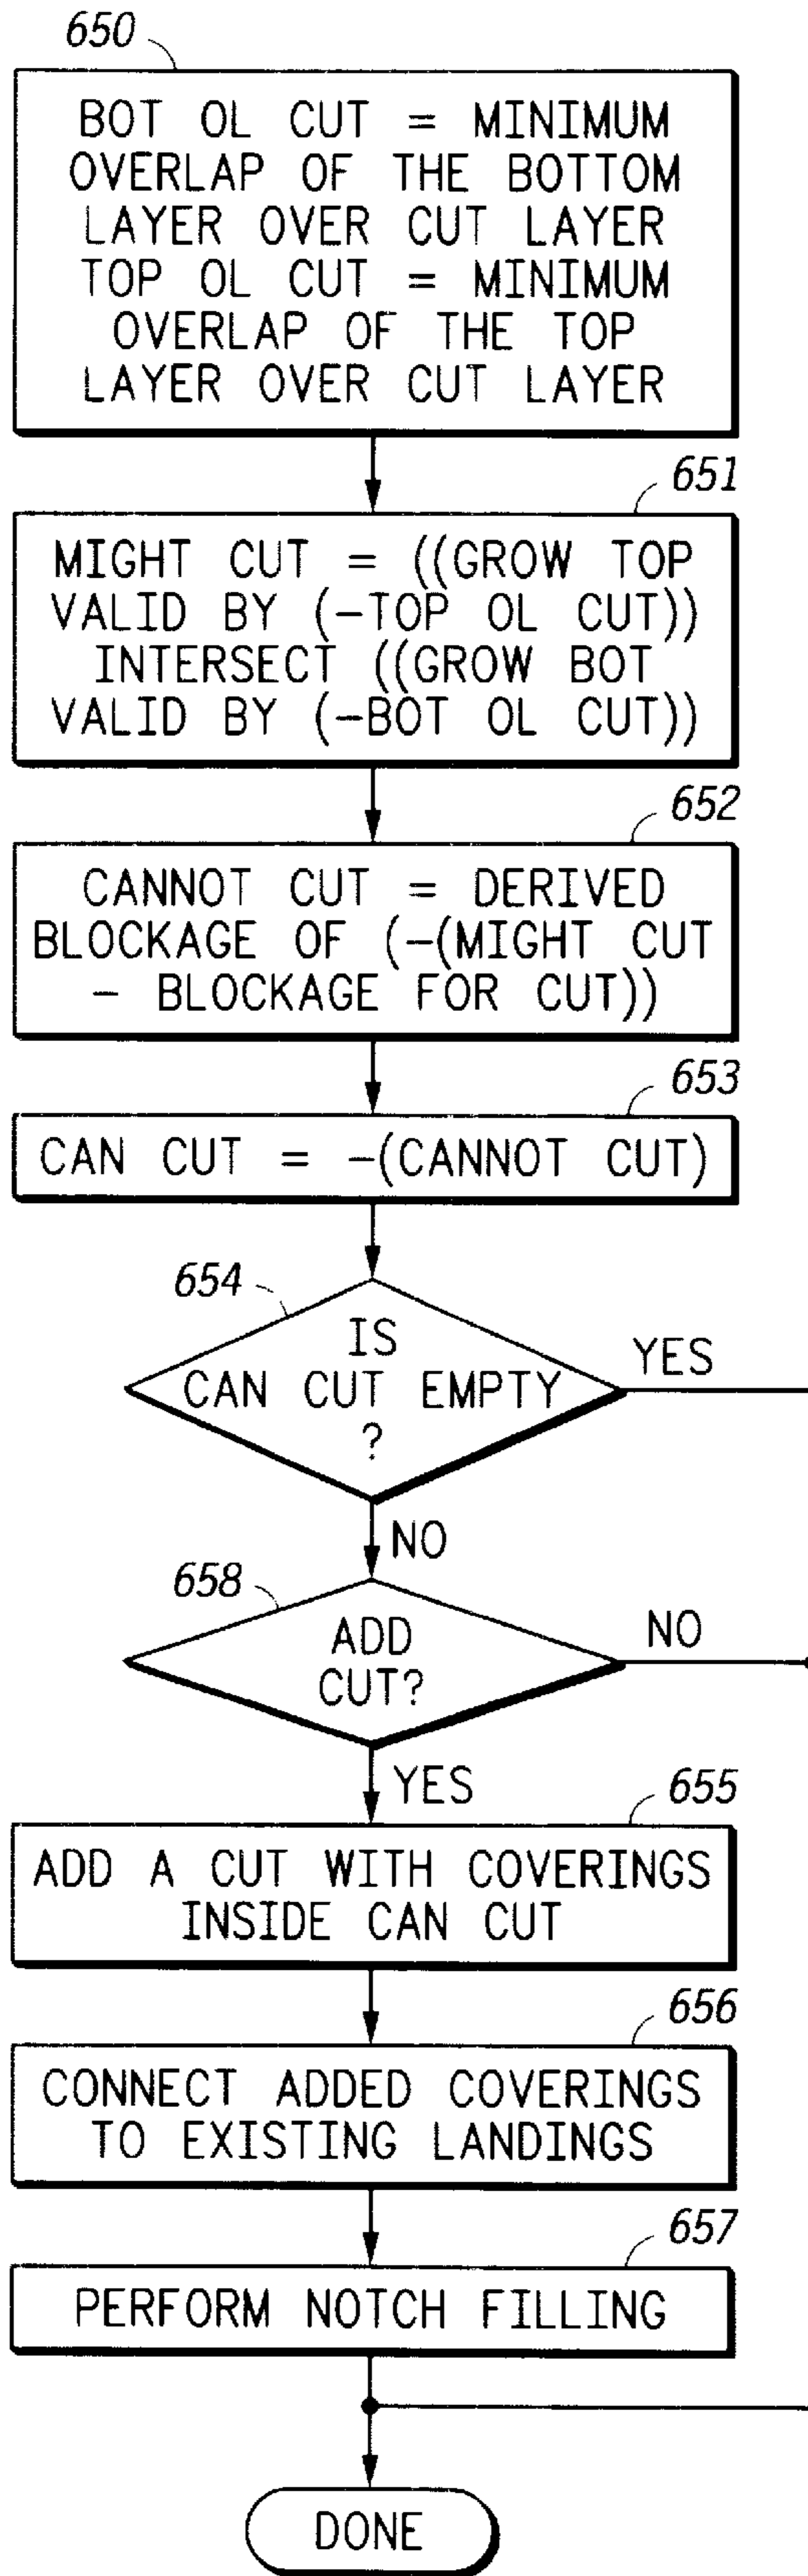 650
BOT OL CUT = MINIMUM
OVERLAP OF THE BOTTOM
LAYER OVER CUT LAYER
TOP OL CUT = MINIMUM
OVERLAP OF THE TOP
LAYER OVER CUT LAYER
651
MIGHT CUT = ((GROW TOP
VALID BY (-TOP OL CUT))
INTERSECT ((GROW BOT
VALID BY (-BOT OL CUT))
652
CANNOT CUT = DERIVED
BLOCKAGE OF (-(MIGHT CUT
- BLOCKAGE FOR CUT))
653
CAN CUT = -(CANNOT CUT)
654
IS
CAN CUT EMPTY
?
YES
NO
658
ADD
CUT?
NO
YES
655
ADD A CUT WITH COVERINGS
INSIDE CAN CUT
656
CONNECT ADDED COVERINGS
TO EXISTING LANDINGS
657
PERFORM NOTCH FILLING
DONE